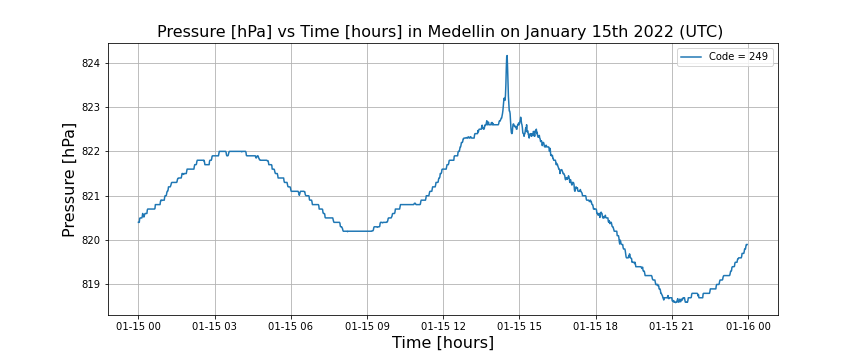 Pressure [hPa] vs Time [hours] in Medellin on January 15th 2022 (UTC)
Code = 249
Pressure [hPa]
824
823
822
821
820
819
01-15 00 01-15 03 01-15 06 01-15 09 01-15 12 01-15 15 01-15 18 01-15 21 01-16 00
Time [hours]